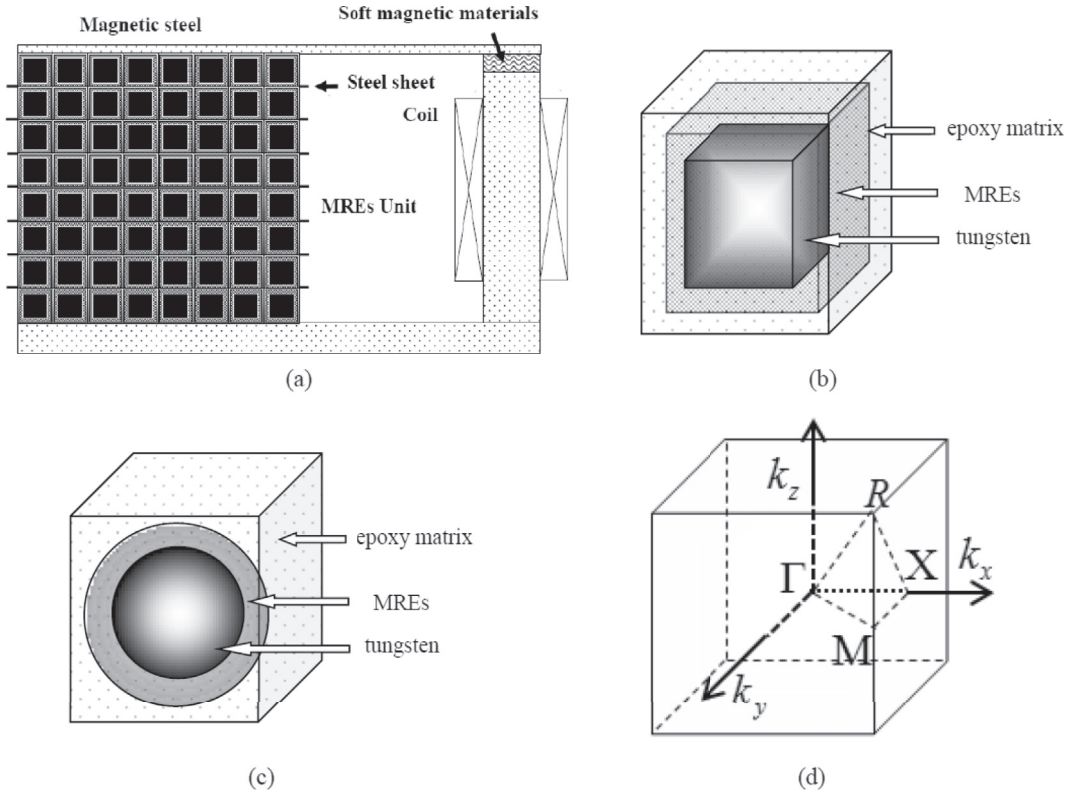 Soft magnetic materials
Magnetic steel
Steel sheet
Coil
MREs Unit
(a)
epoxy matrix
MREs
tungsten
(b)
epoxy matrix
MREs
tungsten
(c)
k_z
R
Γ
X
k_x
M
k_y
(d)